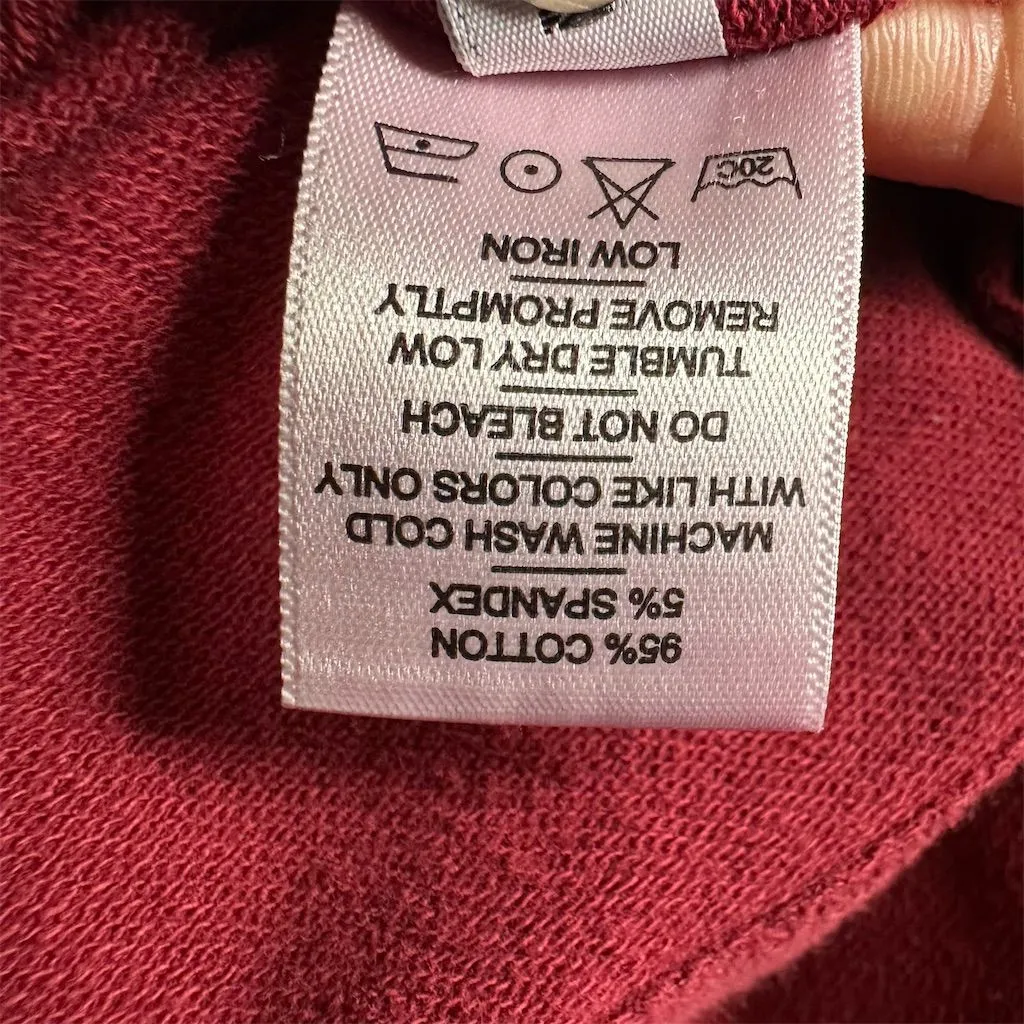 95% COTTON
5% SPANDEX
MACHINE WASH COLD
WITH LIKE COLORS ONLY
DO NOT BLEACH
TUMBLE DRY LOW
REMOVE PROMPTLY
LOW IRON
20C